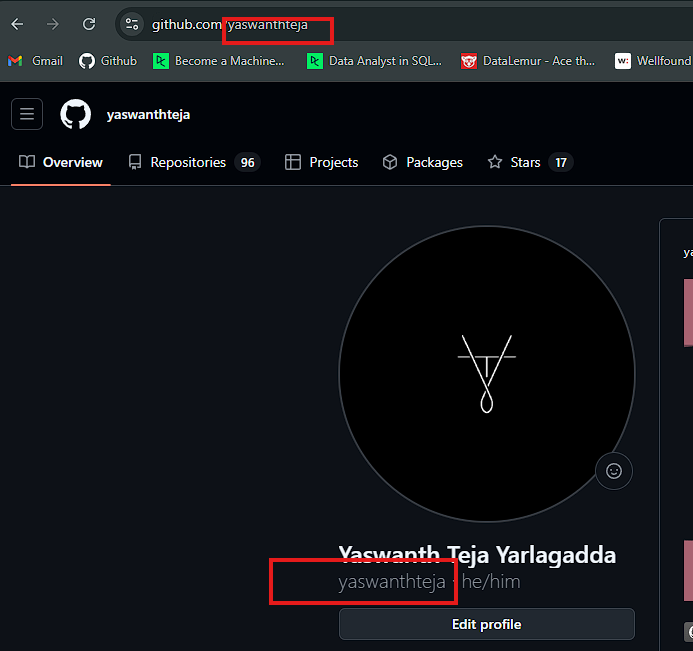 github.com/yaswanthteja
Gmail Github Become a Machine... Data Analyst in SQL... DataLemur - Ace th... Wellfound
yaswanthteja
Overview Repositories 96 Projects Packages Stars 17
Yaswanth Teja Yarlagadda
yaswanthteja · he/him
Edit profile